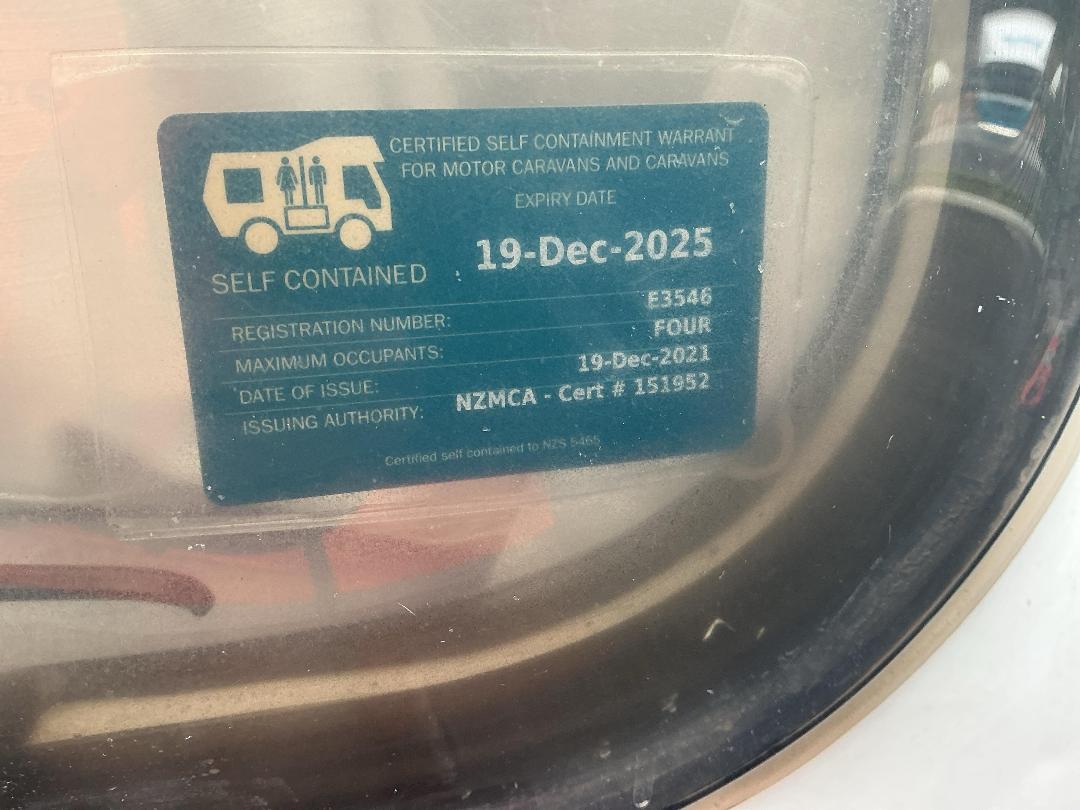 CERTIFIED SELF CONTAINMENT WARRANT
FOR MOTOR CARAVANS AND CARAVANS
EXPIRY DATE
19-Dec-2025
SELF CONTAINED
REGISTRATION NUMBER: E3546
MAXIMUM OCCUPANTS: FOUR
DATE OF ISSUE: 19-Dec-2021
ISSUING AUTHORITY: NZMCA - Cert # 151952
Certified self contained to NZS 5465